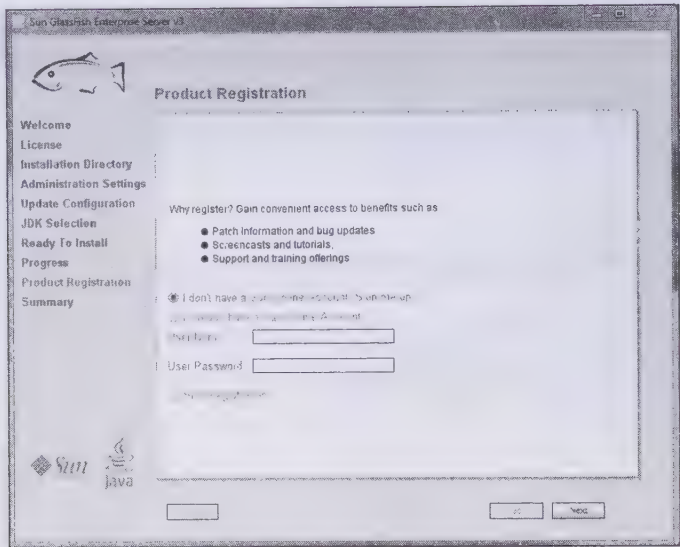 Sun GlassFish Enterprise Server v3
Product Registration
Welcome
License
Installation Directory
Administration Settings
Update Configuration
JDK Selection
Ready To Install
Progress
Product Registration
Summary
Why register? Gain convenient access to benefits such as
Patch information and bug updates
Screencasts and tutorials,
Support and training offerings
I don't have a
User Password
Sun
Java
Next